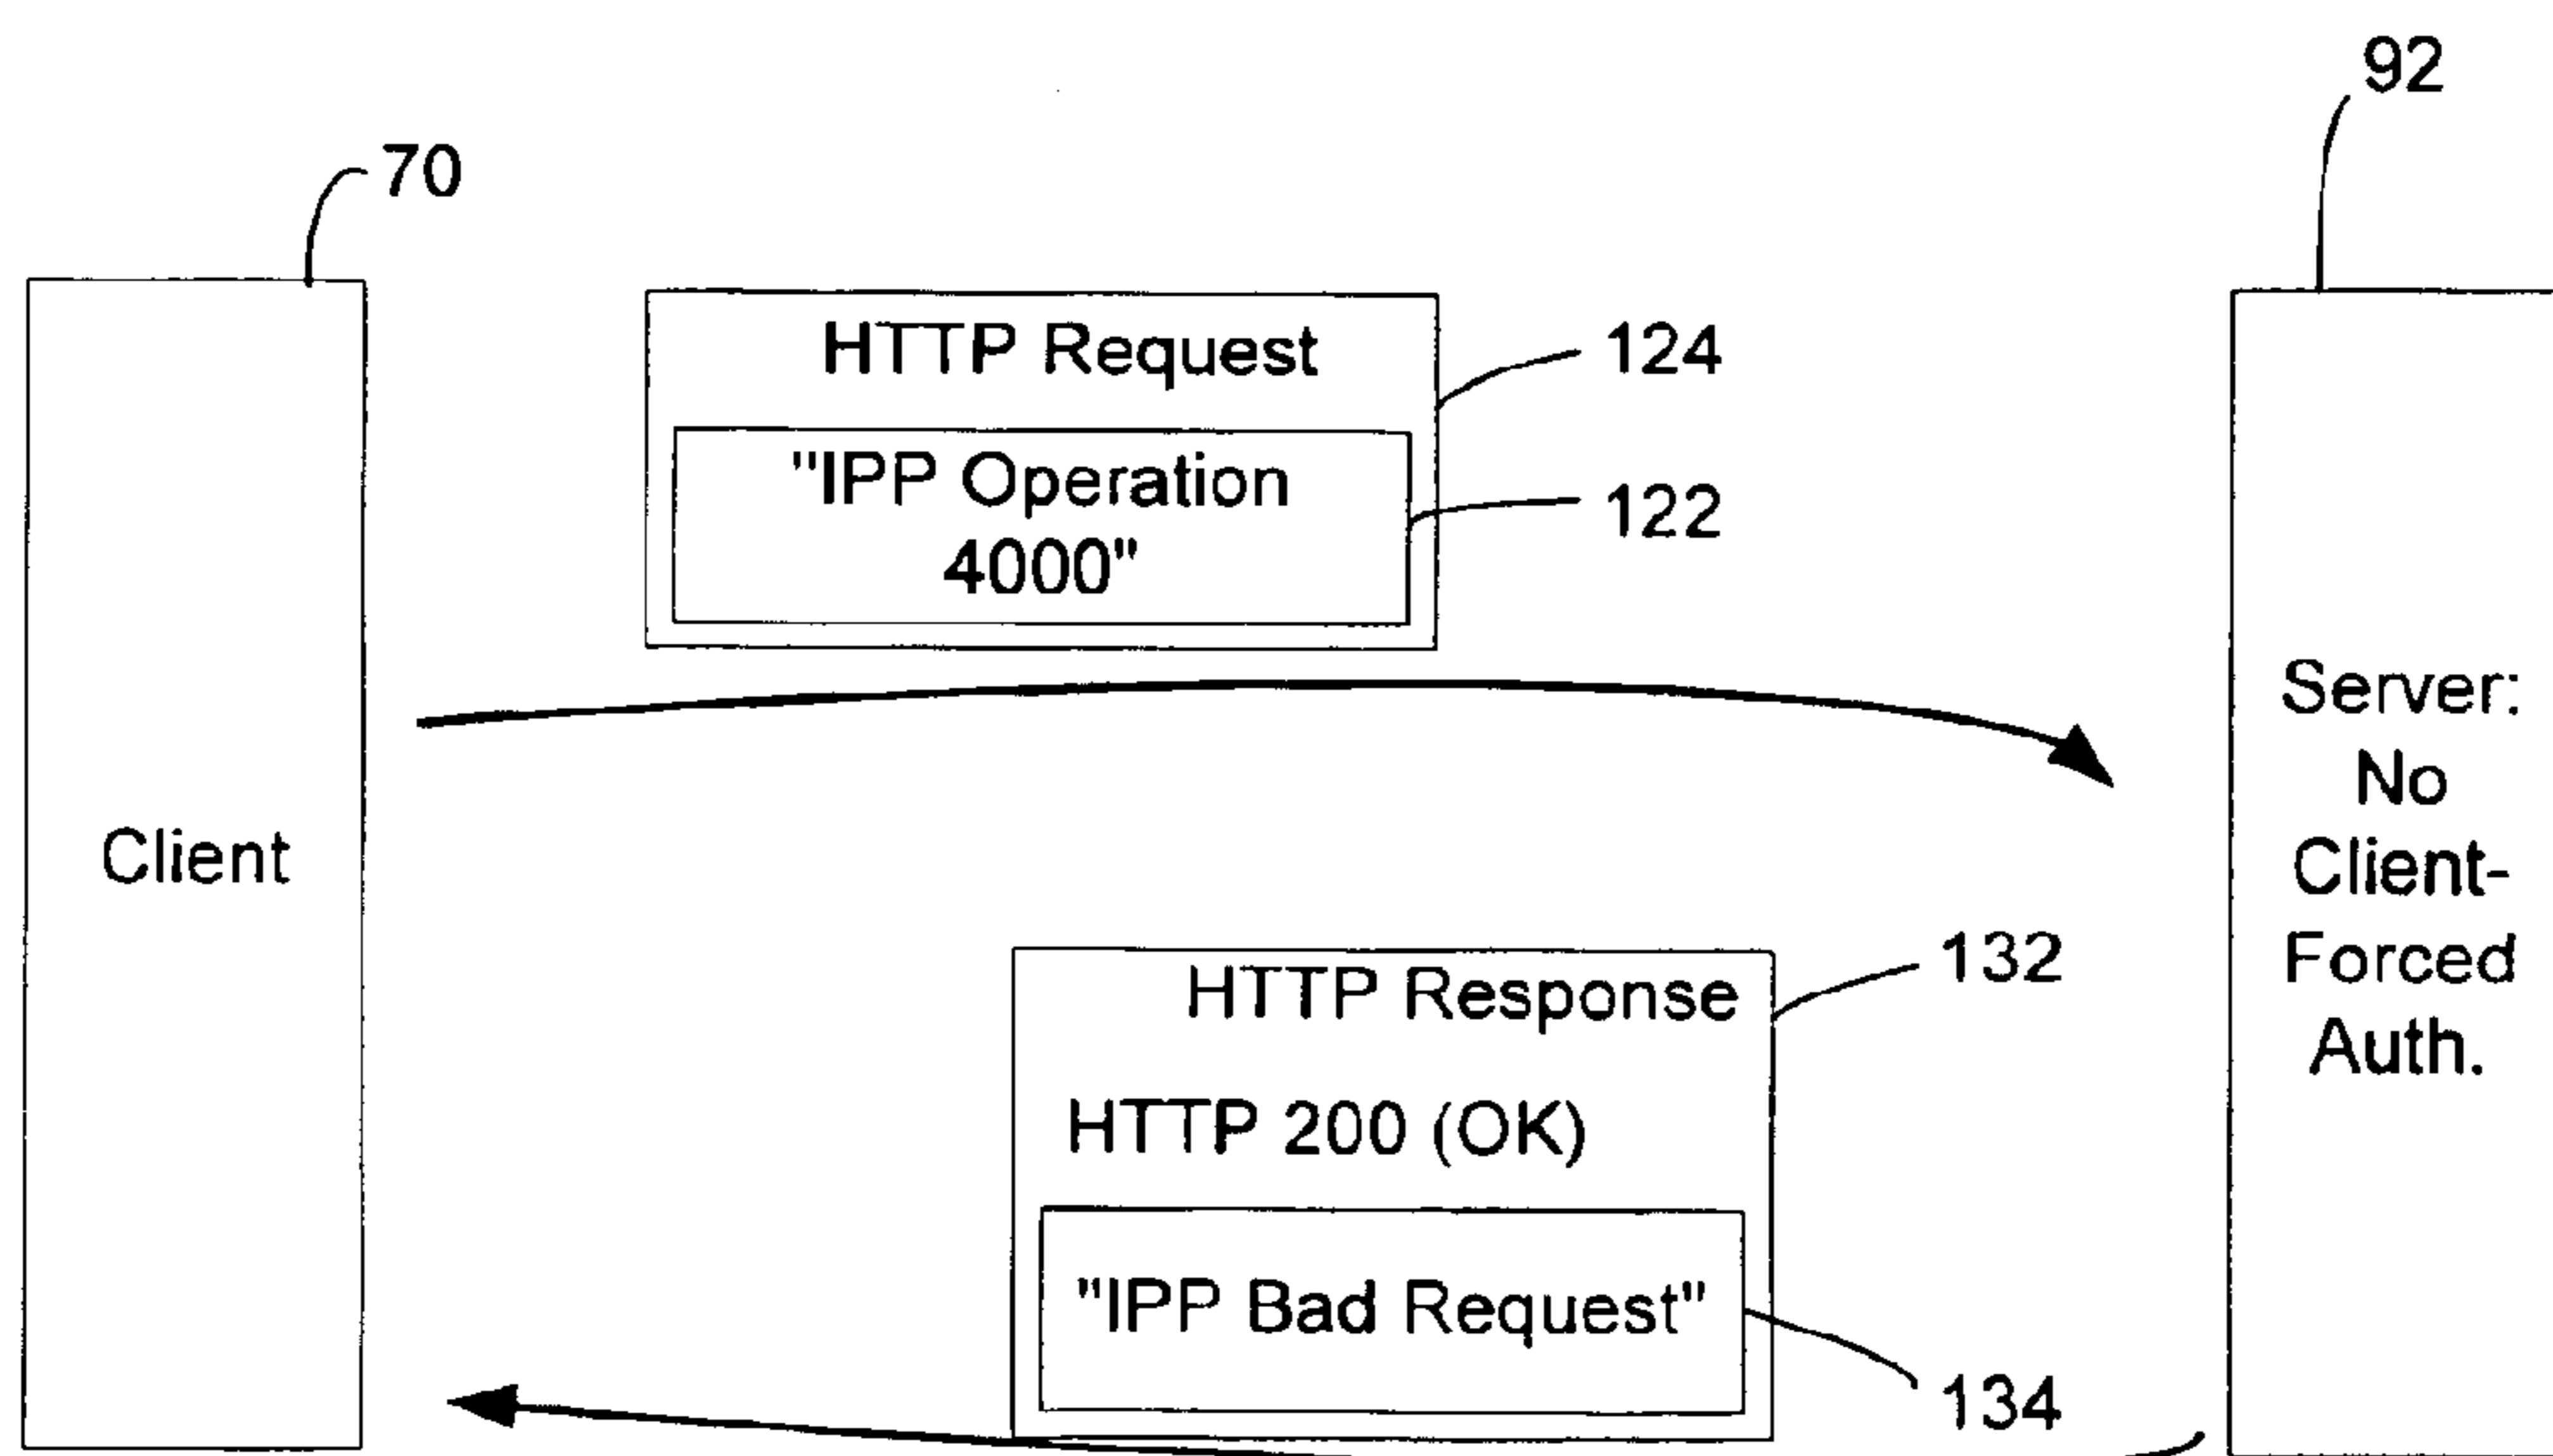 92
70
HTTP Request
124
"IPP Operation
4000"
122
Server:
No
Client-
Forced
Auth.
Client
HTTP Response
132
HTTP 200 (OK)
"IPP Bad Request"
134